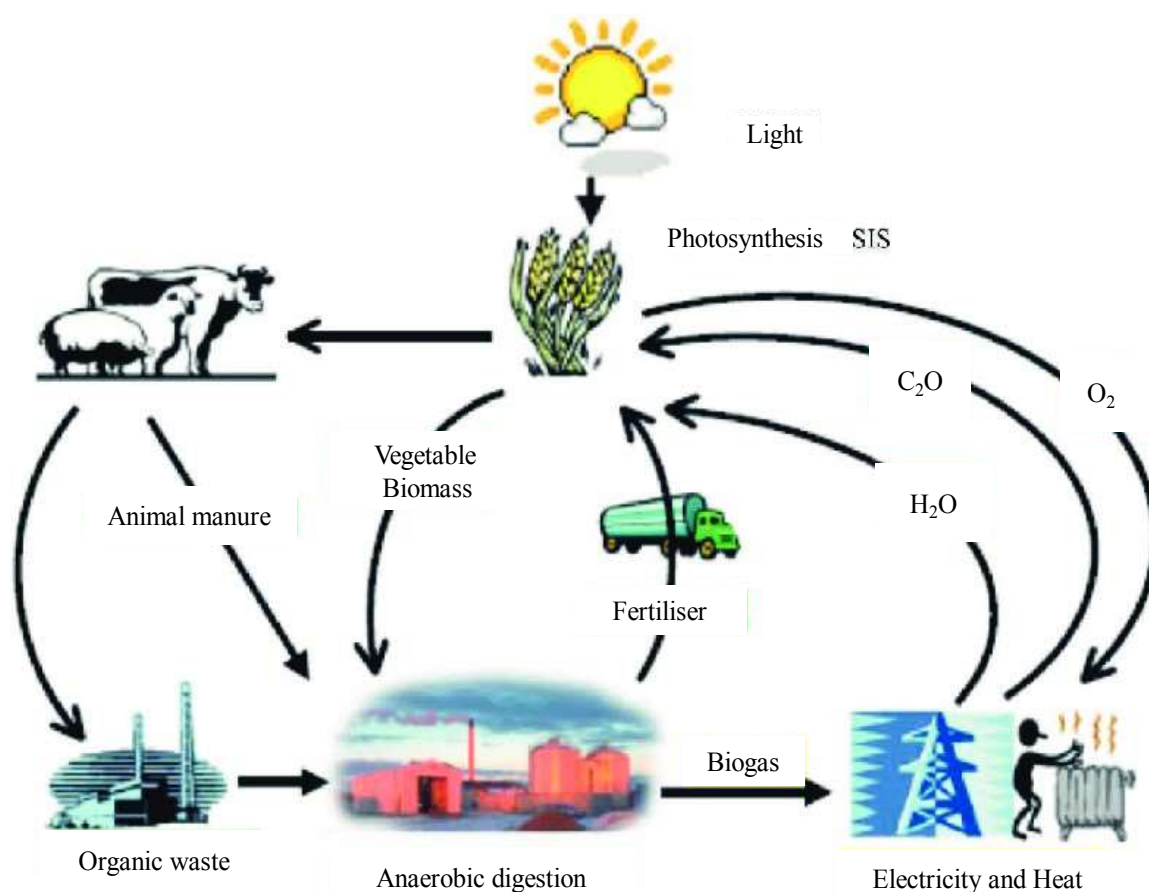 Light
Photosynthesis SIS
C₂O
O₂
Vegetable
Biomass
H₂O
Animal manure
Fertiliser
Biogas
Organic waste
Anaerobic digestion
Electricity and Heat